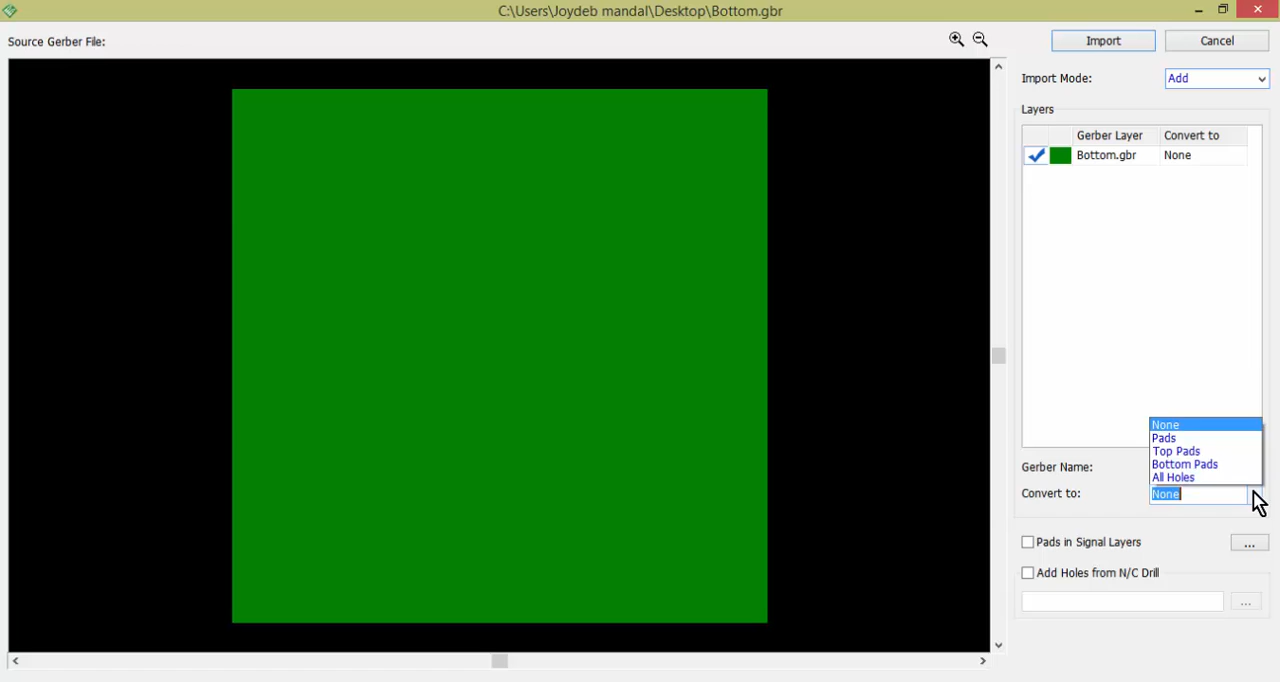 C:\Users\Joydeb mandal\Desktop\Bottom.gbr
Source Gerber File:
Import
Cancel
Import Mode:
Add
Layers
Gerber Layer
Convert to
Bottom.gbr
None
None
Pads
Top Pads
Bottom Pads
All Holes
Gerber Name:
Convert to:
None
Pads in Signal Layers
...
Add Holes from N/C Drill
...